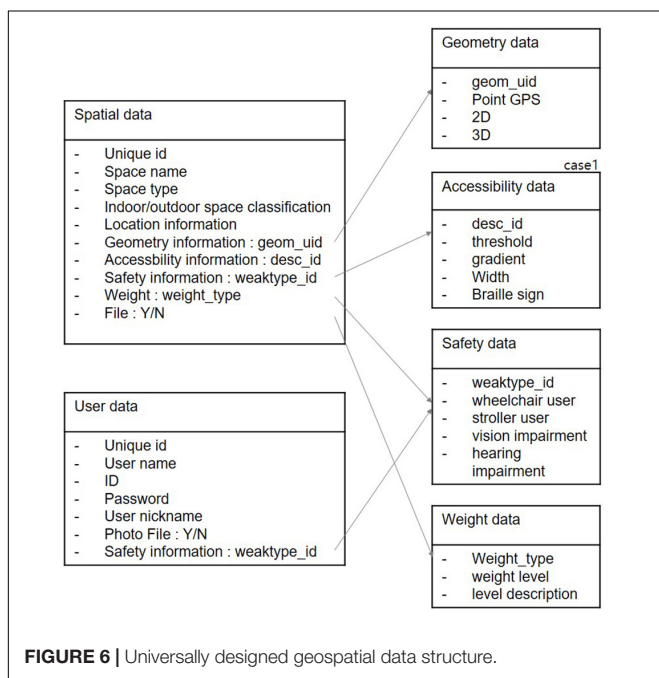 Spatial data
- Unique id
- Space name
- Space type
- Indoor/outdoor space classification
- Location information
- Geometry information : geom_uid
- Accessbility information : desc_id
- Safety information : weaktype_id
- Weight : weight_type
- File : Y/N
User data
- Unique id
- User name
- ID
- Password
- User nickname
- Photo File : Y/N
- Safety information : weaktype_id
Geometry data
- geom_uid
- Point GPS
- 2D
- 3D
case1
Accessibility data
- desc_id
- threshold
- gradient
- Width
- Braille sign
Safety data
- weaktype_id
- wheelchair user
- stroller user
- vision impairment
- hearing
impairment
Weight data
- Weight_type
- weight level
- level description
FIGURE 6 | Universally designed geospatial data structure.